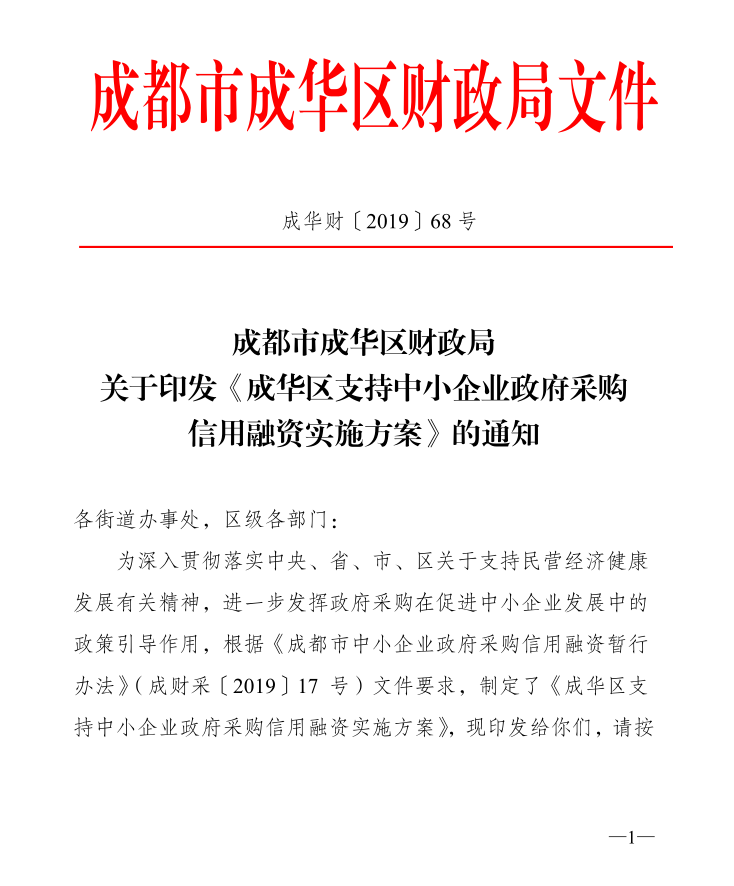 成都市成华区财政局文件
成华财〔2019〕68 号
成都市成华区财政局
关于印发《成华区支持中小企业政府采购
信用融资实施方案》的通知
各街道办事处，区级各部门：
为深入贯彻落实中央、省、市、区关于支持民营经济健康
发展有关精神，进一步发挥政府采购在促进中小企业发展中的
政策引导作用，根据《成都市中小企业政府采购信用融资暂行
办法》（成财采〔2019〕17 号）文件要求，制定了《成华区支
持中小企业政府采购信用融资实施方案》，现印发给你们，请按
—1—